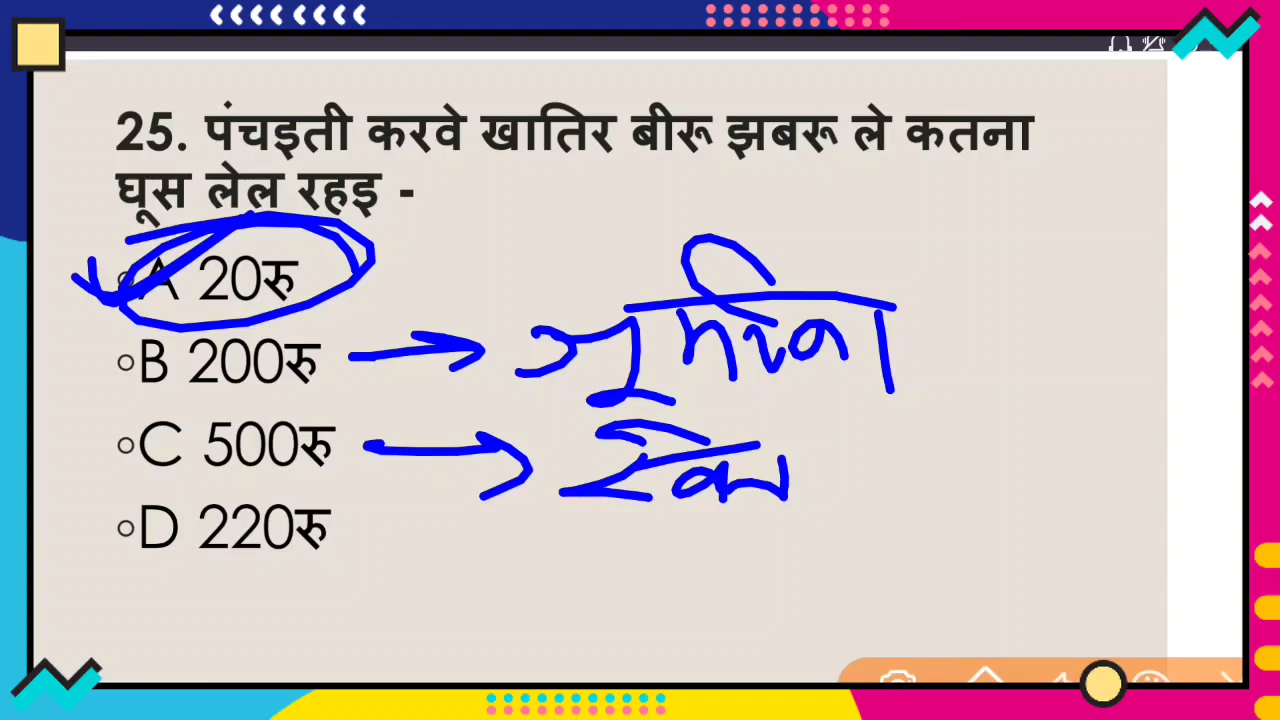 25. पंचइती करवे खातिर बीरू झबरू ले कतना
घूस लेल रहइ -
A 20रु
B 200रु
C 500रु
D 220रु